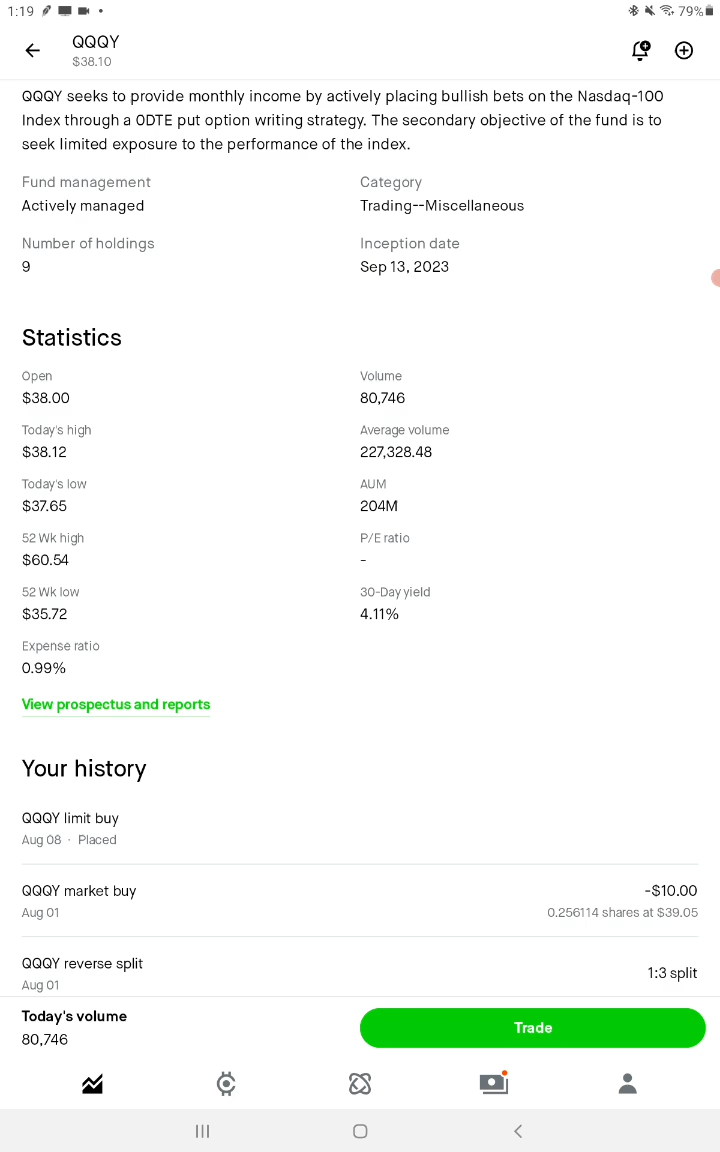 1:19
79%
QQQY
$38.10
QQQY seeks to provide monthly income by actively placing bullish bets on the Nasdaq-100
Index through a 0DTE put option writing strategy. The secondary objective of the fund is to
seek limited exposure to the performance of the index.
Fund management
Category
Actively managed
Trading--Miscellaneous
Number of holdings
Inception date
9
Sep 13, 2023
Statistics
Open
Volume
$38.00
80,746
Today's high
Average volume
$38.12
227,328.48
Today's low
AUM
$37.65
204M
52 Wk high
P/E ratio
$60.54
-
52 Wk low
30-Day yield
$35.72
4.11%
Expense ratio
0.99%
View prospectus and reports
Your history
QQQY limit buy
Aug 08 · Placed
QQQY market buy
-$10.00
Aug 01
0.256114 shares at $39.05
QQQY reverse split
1:3 split
Aug 01
Today's volume
80,746
Trade